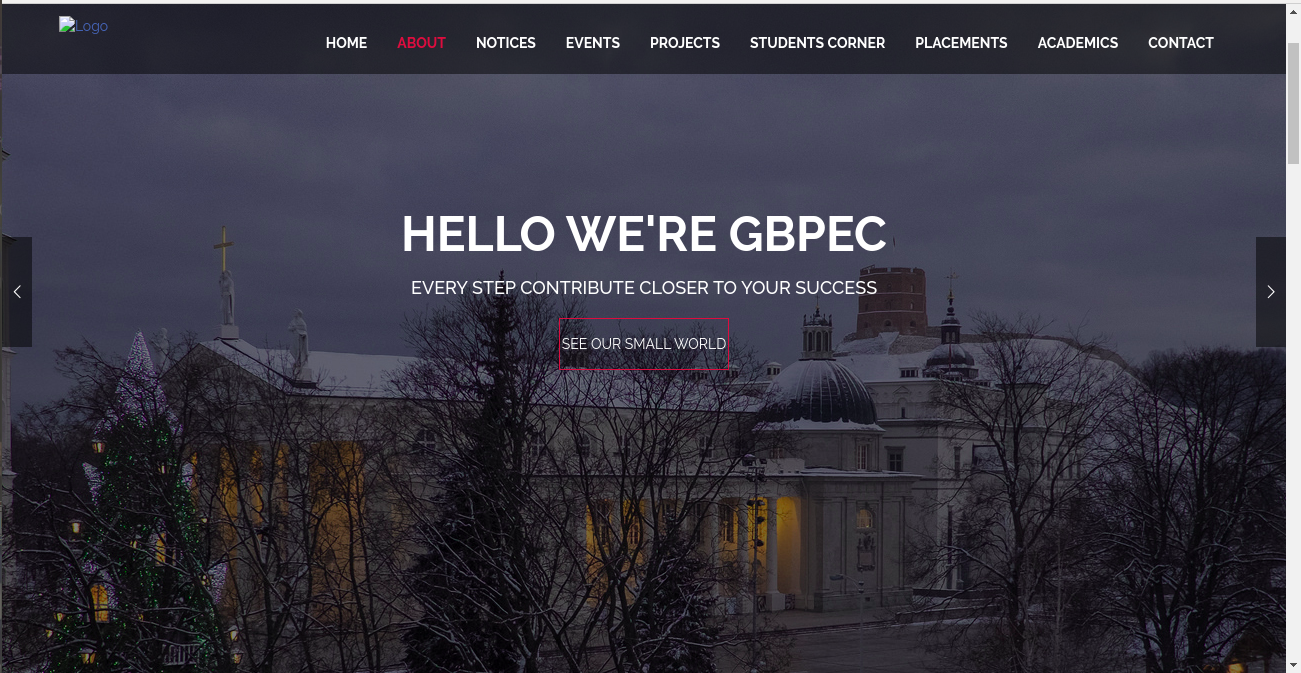 Logo
HOME ABOUT NOTICES EVENTS PROJECTS STUDENTS CORNER PLACEMENTS ACADEMICS CONTACT
HELLO WE'RE GBPEC
EVERY STEP CONTRIBUTE CLOSER TO YOUR SUCCESS
SEE OUR SMALL WORLD